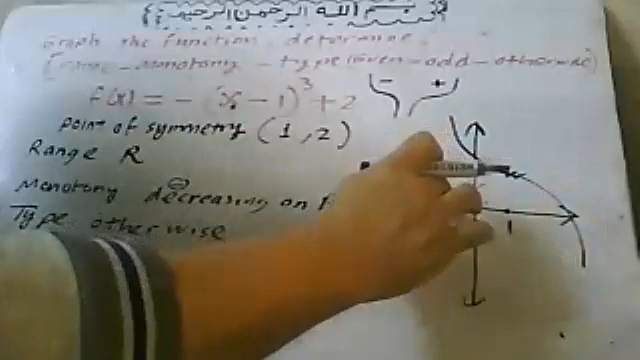 بسم الله الرحمن الرحيم
Graph the function, determine
Range - Monotony - type (even - odd - otherwise)
f(x) = - (x - 1)³ + 2
- +
point of symmetry (1, 2)
Range R
Monotony decreasing on
Type otherwise
1